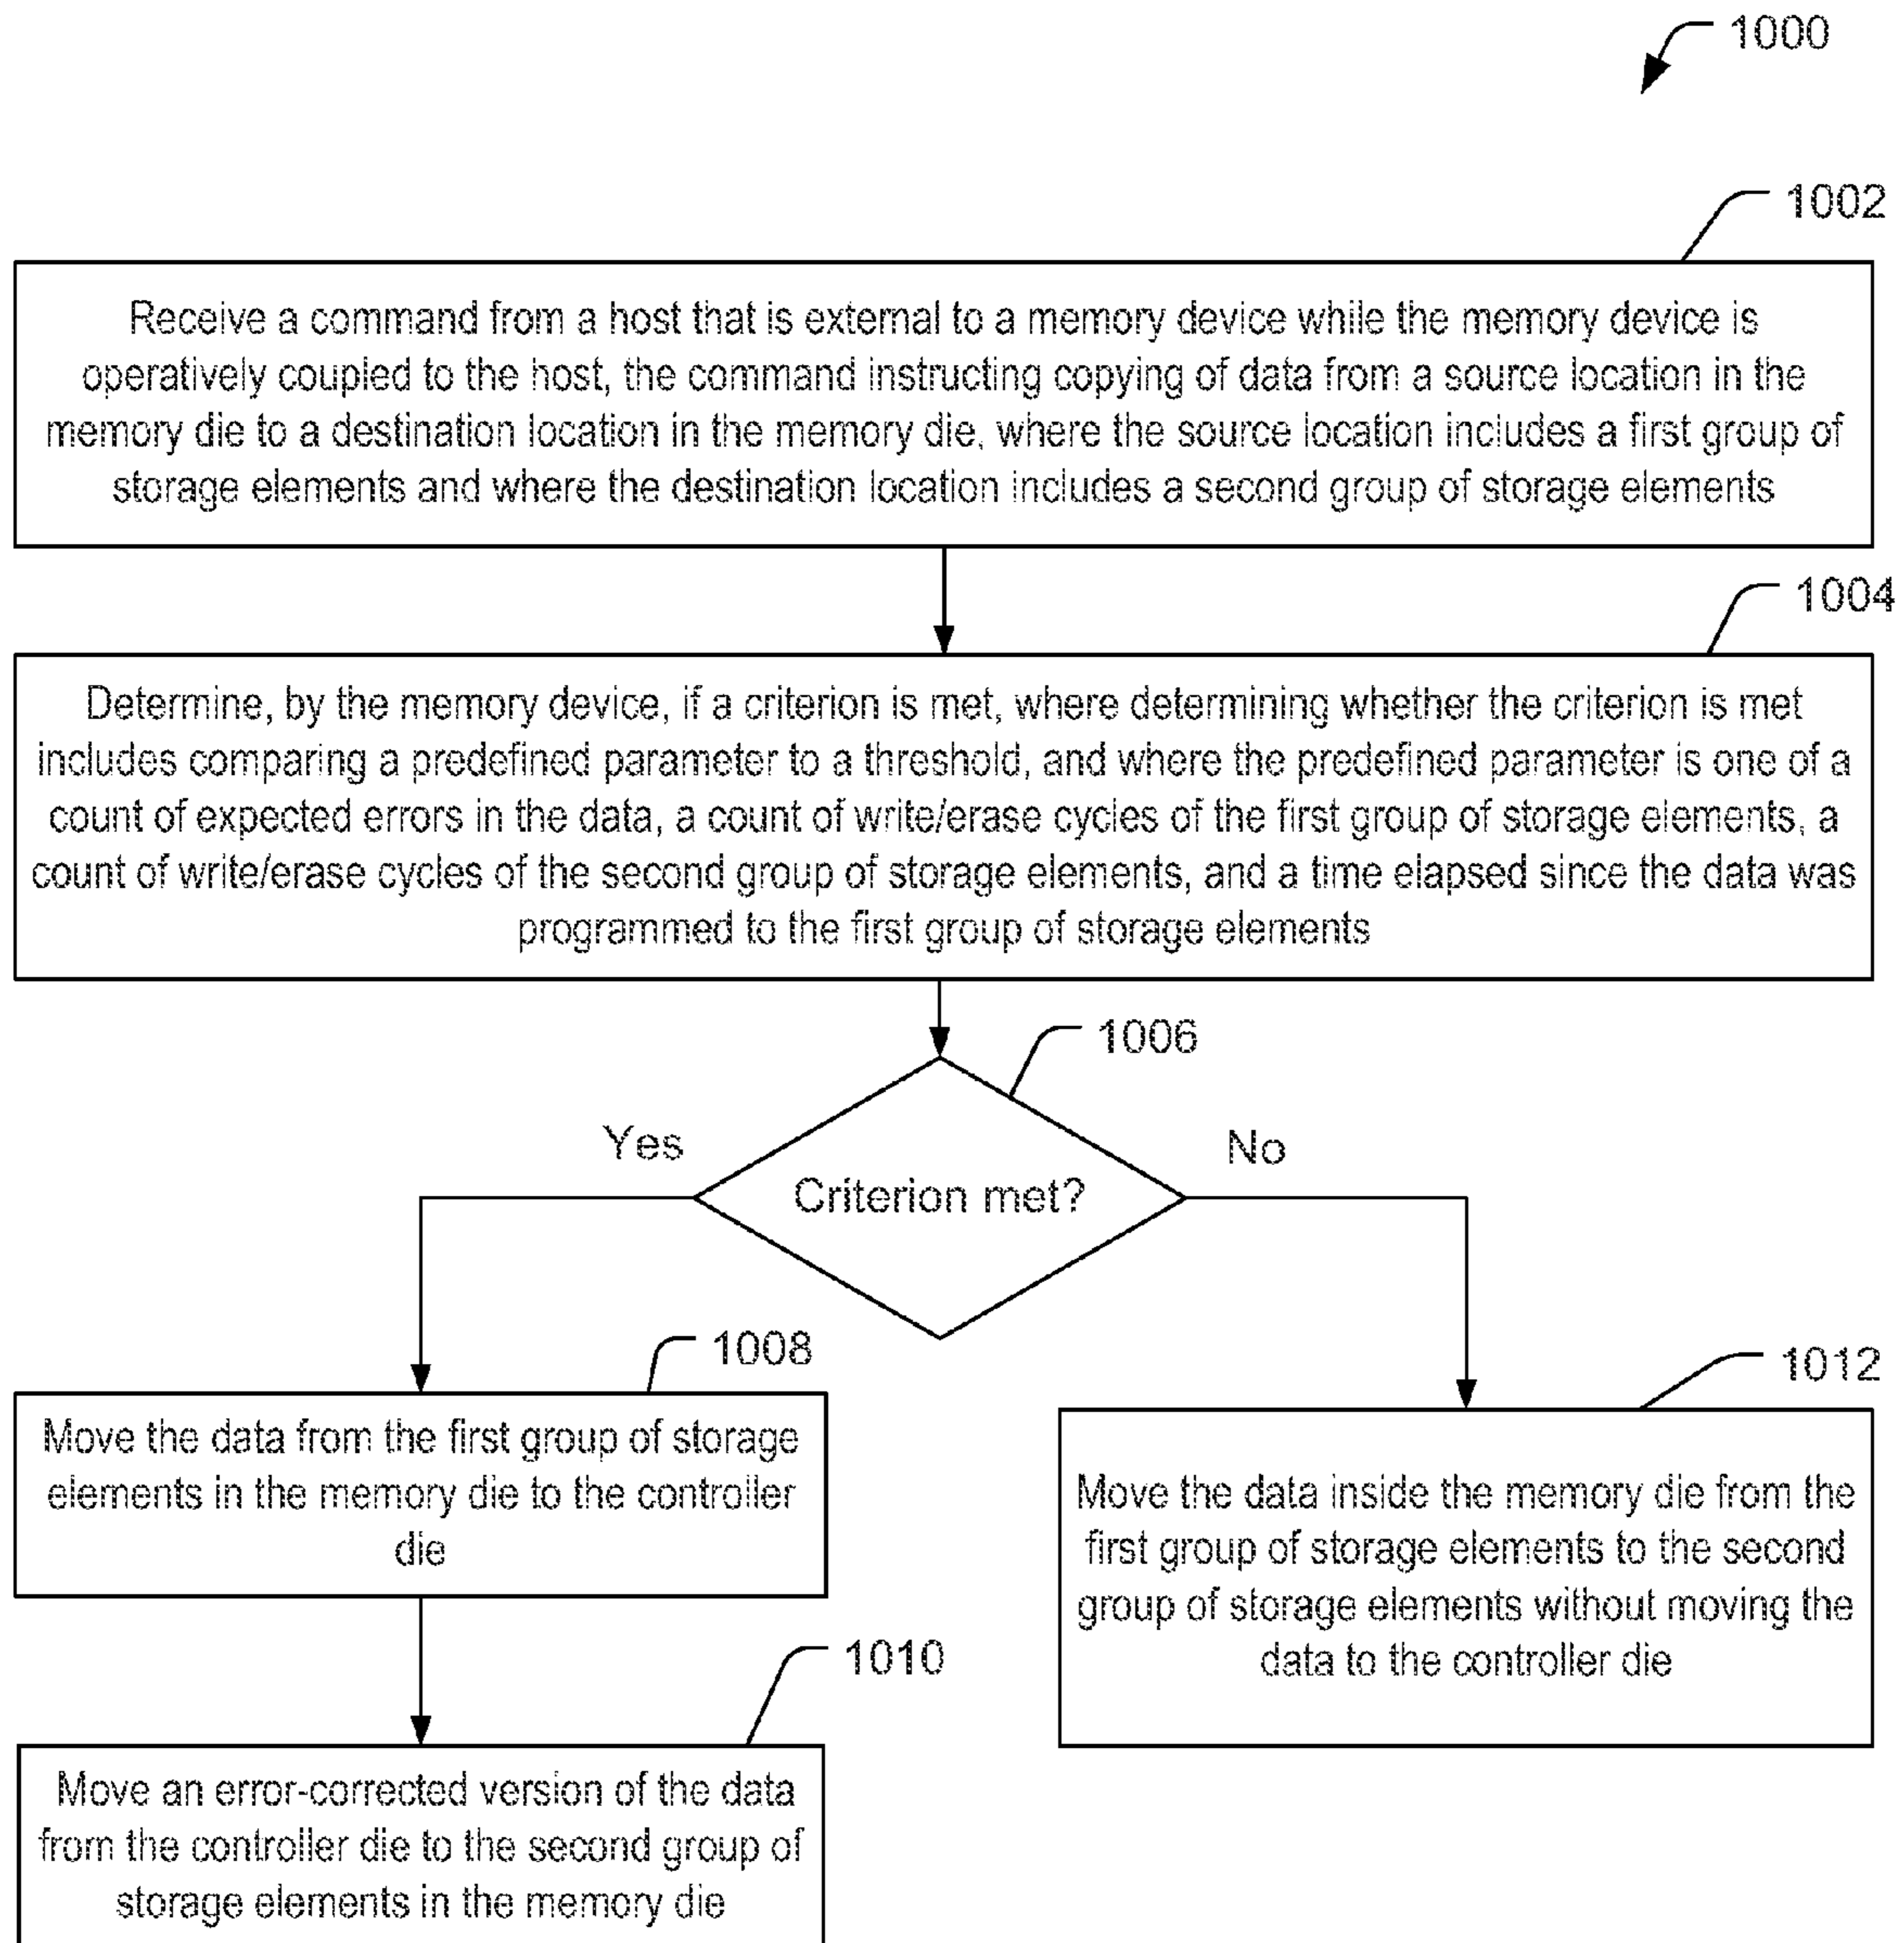 1000
1002
Receive a command from a host that is external to a memory device while the memory device is
operatively coupled to the host, the command instructing copying of data from a source location in the
memory die to a destination location in the memory die, where the source location includes a first group of
storage elements and where the destination location includes a second group of storage elements
1004
Determine, by the memory device, if a criterion is met, where determining whether the criterion is met
includes comparing a predefined parameter to a threshold, and where the predefined parameter is one of a
count of expected errors in the data, a count of write/erase cycles of the first group of storage elements, a
count of write/erase cycles of the second group of storage elements, and a time elapsed since the data was
programmed to the first group of storage elements
1006
Yes
No
Criterion met?
1008
Move the data from the first group of storage
elements in the memory die to the controller
die
1012
Move the data inside the memory die from the
first group of storage elements to the second
group of storage elements without moving the
data to the controller die
1010
Move an error-corrected version of the data
from the controller die to the second group of
storage elements in the memory die